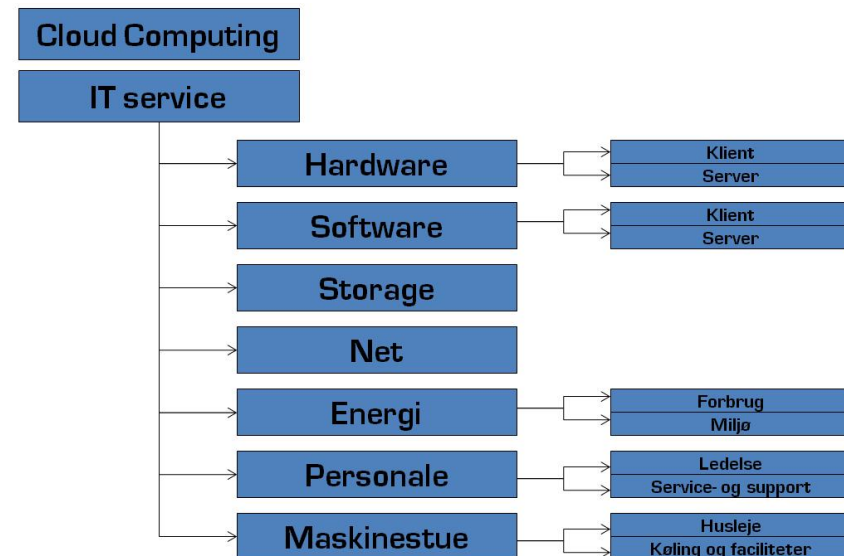 Cloud Computing
IT service
Hardware
Klient
Server
Software
Klient
Server
Storage
Net
Energi
Forbrug
Miljø
Personale
Ledelse
Service- og support
Maskinestue
Husleje
Køling og faciliteter